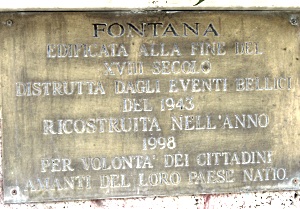 FONTANA
EDIFICATA ALLA FINE DEL
XVIII SECOLO
DISTRUTTA DAGLI EVENTI BELLICI
DEL 1943
RICOSTRUITA NELL'ANNO
1998
PER VOLONTA' DEI CITTADINI
AMANTI DEL LORO PAESE NATIO